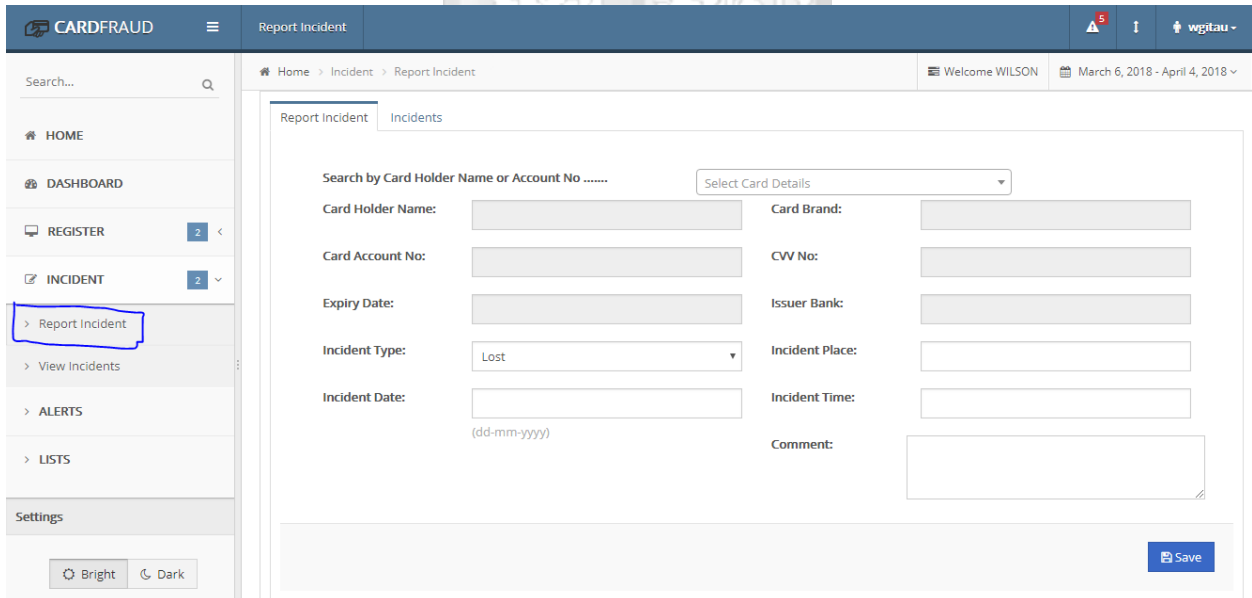 CARDFRAUD
Report Incident
5
wgitau
Search...
Home > Incident > Report Incident
Welcome WILSON
March 6, 2018 - April 4, 2018
HOME
DASHBOARD
REGISTER 2
INCIDENT 2
> Report Incident
> View Incidents
> ALERTS
> LISTS
Settings
Bright
Dark
Report Incident
Incidents
Search by Card Holder Name or Account No .......
Select Card Details
Card Holder Name:
Card Brand:
Card Account No:
CVV No:
Expiry Date:
Issuer Bank:
Incident Type:
Lost
Incident Place:
Incident Date:
Incident Time:
(dd-mm-yyyy)
Comment:
Save